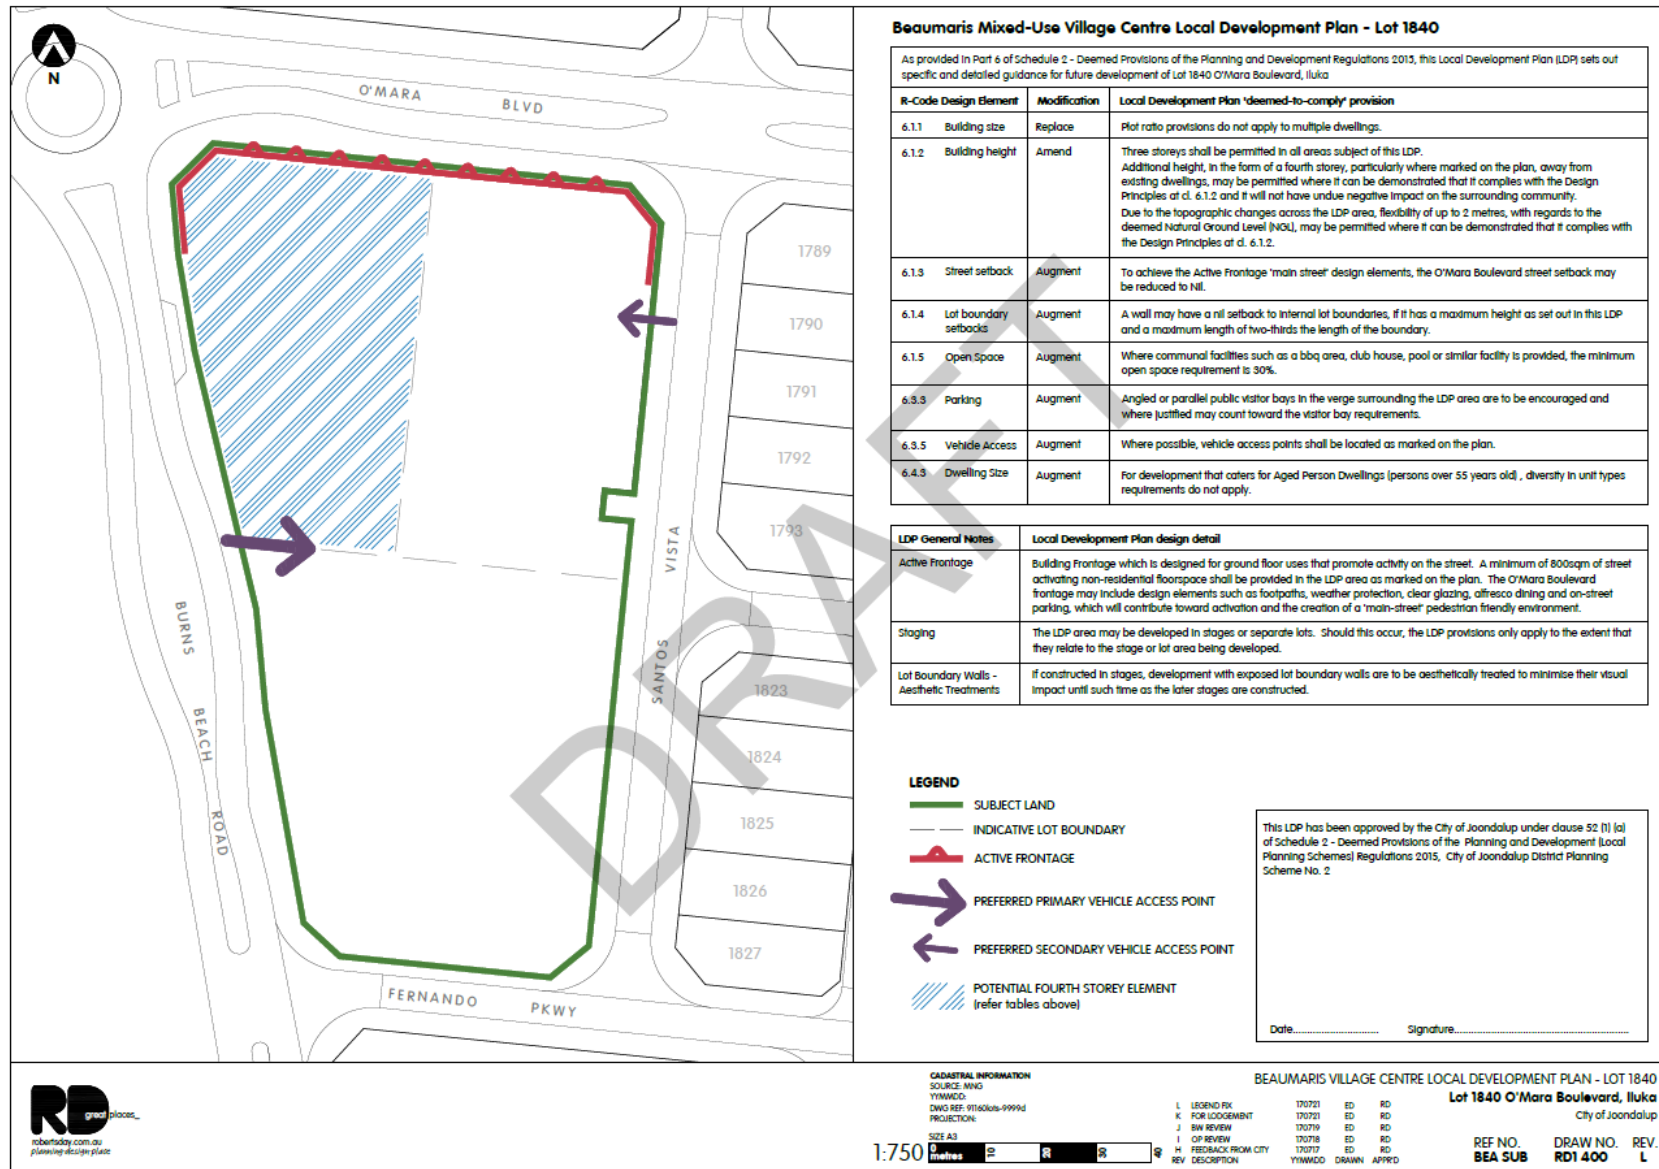 N
O'MARA BLVD
1789
1790
1791
1792
1793
SANTOS VISTA
1823
1824
1825
1826
1827
BURNS BEACH ROAD
FERNANDO PKWY
DRAFT
Beaumaris Mixed-Use Village Centre Local Development Plan - Lot 1840
As provided in Part 6 of Schedule 2 - Deemed Provisions of the Planning and Development Regulations 2015, this Local Development Plan (LDP) sets out
specific and detailed guidance for future development of Lot 1840 O'Mara Boulevard, Iluka
R-Code Design Element Modification Local Development Plan 'deemed-to-comply' provision
6.1.1 Building size Replace Plot ratio provisions do not apply to multiple dwellings.
6.1.2 Building height Amend Three storeys shall be permitted in all areas subject of this LDP.
Additional height, in the form of a fourth storey, particularly where marked on the plan, away from
existing dwellings, may be permitted where it can be demonstrated that it complies with the Design
Principles at cl. 6.1.2 and it will not have undue negative impact on the surrounding community.
Due to the topographic changes across the LDP area, flexibility of up to 2 metres, with regards to the
deemed Natural Ground Level (NGL), may be permitted where it can be demonstrated that it complies with
the Design Principles at cl. 6.1.2.
6.1.3 Street setback Augment To achieve the Active Frontage 'main street' design elements, the O'Mara Boulevard street setback may
be reduced to Nil.
6.1.4 Lot boundary Augment A wall may have a nil setback to internal lot boundaries, if it has a maximum height as set out in this LDP
setbacks and a maximum length of two-thirds the length of the boundary.
6.1.5 Open Space Augment Where communal facilities such as a bbq area, club house, pool or similar facility is provided, the minimum
open space requirement is 30%.
6.3.3 Parking Augment Angled or parallel public visitor bays in the verge surrounding the LDP area are to be encouraged and
where justified may count toward the visitor bay requirements.
6.3.5 Vehicle Access Augment Where possible, vehicle access points shall be located as marked on the plan.
6.4.3 Dwelling Size Augment For development that caters for Aged Person Dwellings (persons over 55 years old) , diversity in unit types
requirements do not apply.
LDP General Notes Local Development Plan design detail
Active Frontage Building Frontage which is designed for ground floor uses that promote activity on the street. A minimum of 800sqm of street
activating non-residential floorspace shall be provided in the LDP area as marked on the plan. The O'Mara Boulevard
frontage may include design elements such as footpaths, weather protection, clear glazing, alfresco dining and on-street
parking, which will contribute toward activation and the creation of a 'main-street' pedestrian friendly environment.
Staging The LDP area may be developed in stages or separate lots. Should this occur, the LDP provisions only apply to the extent that
they relate to the stage or lot area being developed.
Lot Boundary Walls - If constructed in stages, development with exposed lot boundary walls are to be aesthetically treated to minimise their visual
Aesthetic Treatments impact until such time as the later stages are constructed.
LEGEND
SUBJECT LAND
INDICATIVE LOT BOUNDARY
ACTIVE FRONTAGE
PREFERRED PRIMARY VEHICLE ACCESS POINT
PREFERRED SECONDARY VEHICLE ACCESS POINT
POTENTIAL FOURTH STOREY ELEMENT
(refer tables above)
This LDP has been approved by the City of Joondalup under clause 52 (1) (a)
of Schedule 2 - Deemed Provisions of the Planning and Development (Local
Planning Schemes) Regulations 2015, City of Joondalup District Planning
Scheme No. 2
Date............................ Signature............................................................
RD great places_
robertsday.com.au
planning·design·place
CADASTRAL INFORMATION
SOURCE: MNG
YYMMDD:
DWG REF: 91160lots-9999d
PROJECTION:
SIZE A3
1:750 0 metres 10 20 30 40
L LEGEND FIX 170721 ED RD
K FOR LODGEMENT 170721 ED RD
J BW REVIEW 170719 ED RD
I OP REVIEW 170718 ED RD
H FEEDBACK FROM CITY 170717 ED RD
REV DESCRIPTION YYMMDD DRAWN APPR'D
BEAUMARIS VILLAGE CENTRE LOCAL DEVELOPMENT PLAN - LOT 1840
Lot 1840 O'Mara Boulevard, Iluka
City of Joondalup
REF NO. DRAW NO. REV.
BEA SUB RD1 400 L